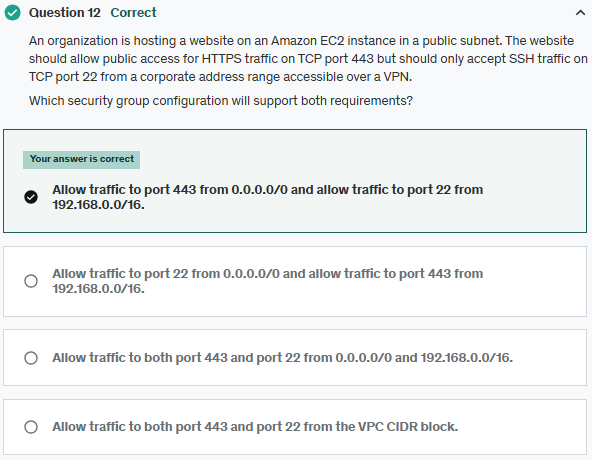 Question 12 Correct
An organization is hosting a website on an Amazon EC2 instance in a public subnet. The website
should allow public access for HTTPS traffic on TCP port 443 but should only accept SSH traffic on
TCP port 22 from a corporate address range accessible over a VPN.
Which security group configuration will support both requirements?
Your answer is correct
Allow traffic to port 443 from 0.0.0.0/0 and allow traffic to port 22 from
192.168.0.0/16.
Allow traffic to port 22 from 0.0.0.0/0 and allow traffic to port 443 from
192.168.0.0/16.
Allow traffic to both port 443 and port 22 from 0.0.0.0/0 and 192.168.0.0/16.
Allow traffic to both port 443 and port 22 from the VPC CIDR block.